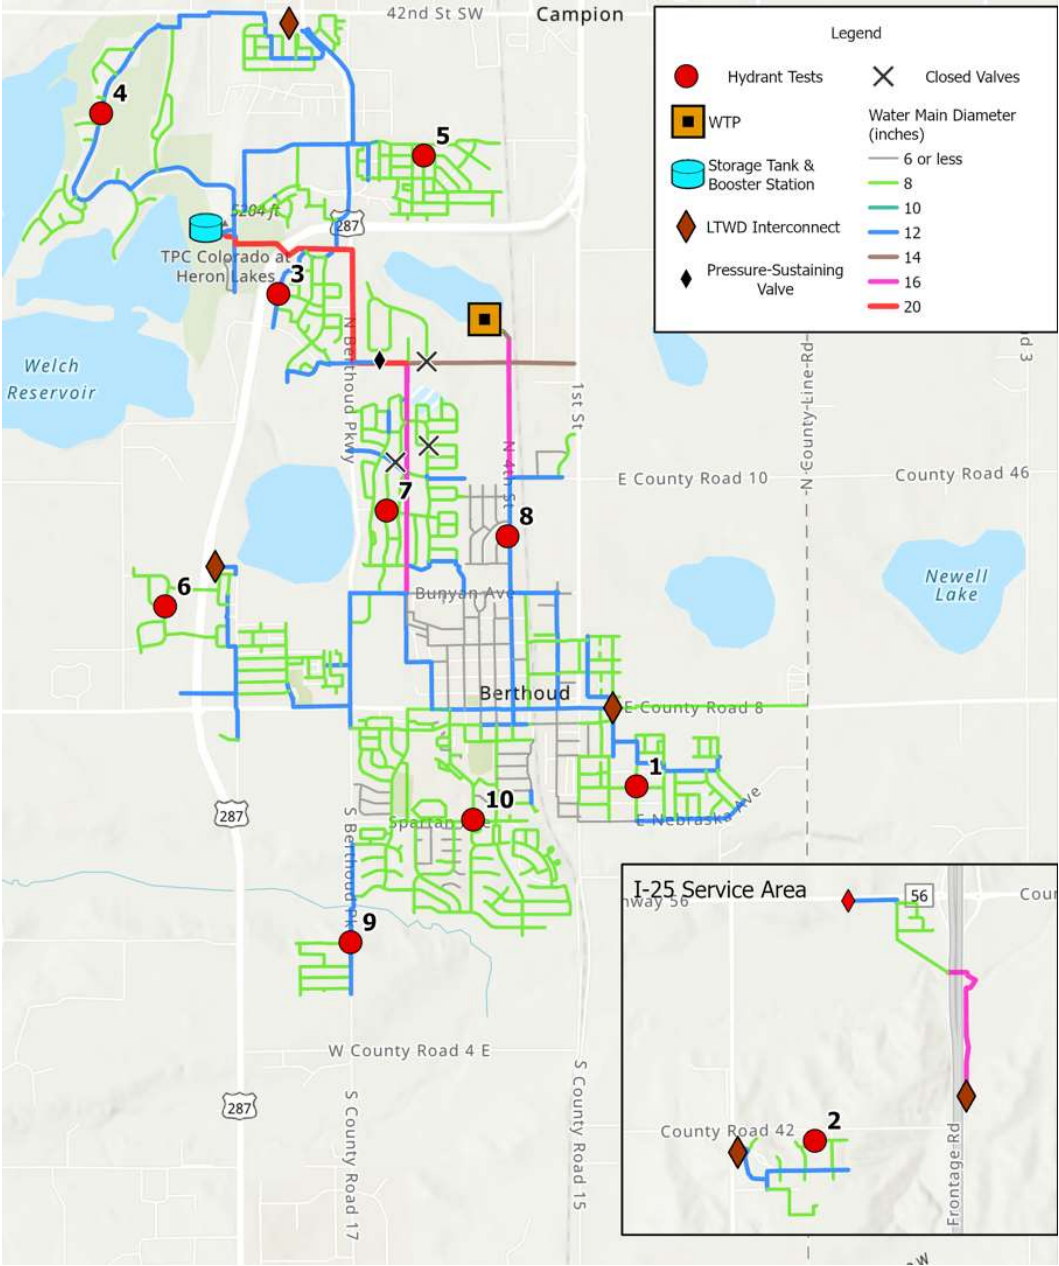 42nd St SW
Campion
Legend
Hydrant Tests
Closed Valves
WTP
Water Main Diameter
(inches)
Storage Tank &
Booster Station
LTWD Interconnect
Pressure-Sustaining
Valve
6 or less
8
10
12
14
16
20
4
5
5204 ft
287
TPC Colorado at
Heron Lakes
3
N Berthoud Pkwy
Welch
Reservoir
1st St
N County Line Rd
d 3
N 4th St
E County Road 10
County Road 46
7
8
6
Bunyan Ave
Newell
Lake
Berthoud
E County Road 8
1
10
287
Spartan
E Nebraska Ave
S Berthoud
9
W County Road 4 E
287
S County Road 17
S County Road 15
I-25 Service Area
hway 56
56
Coun
2
County Road 42
Frontage Rd
w